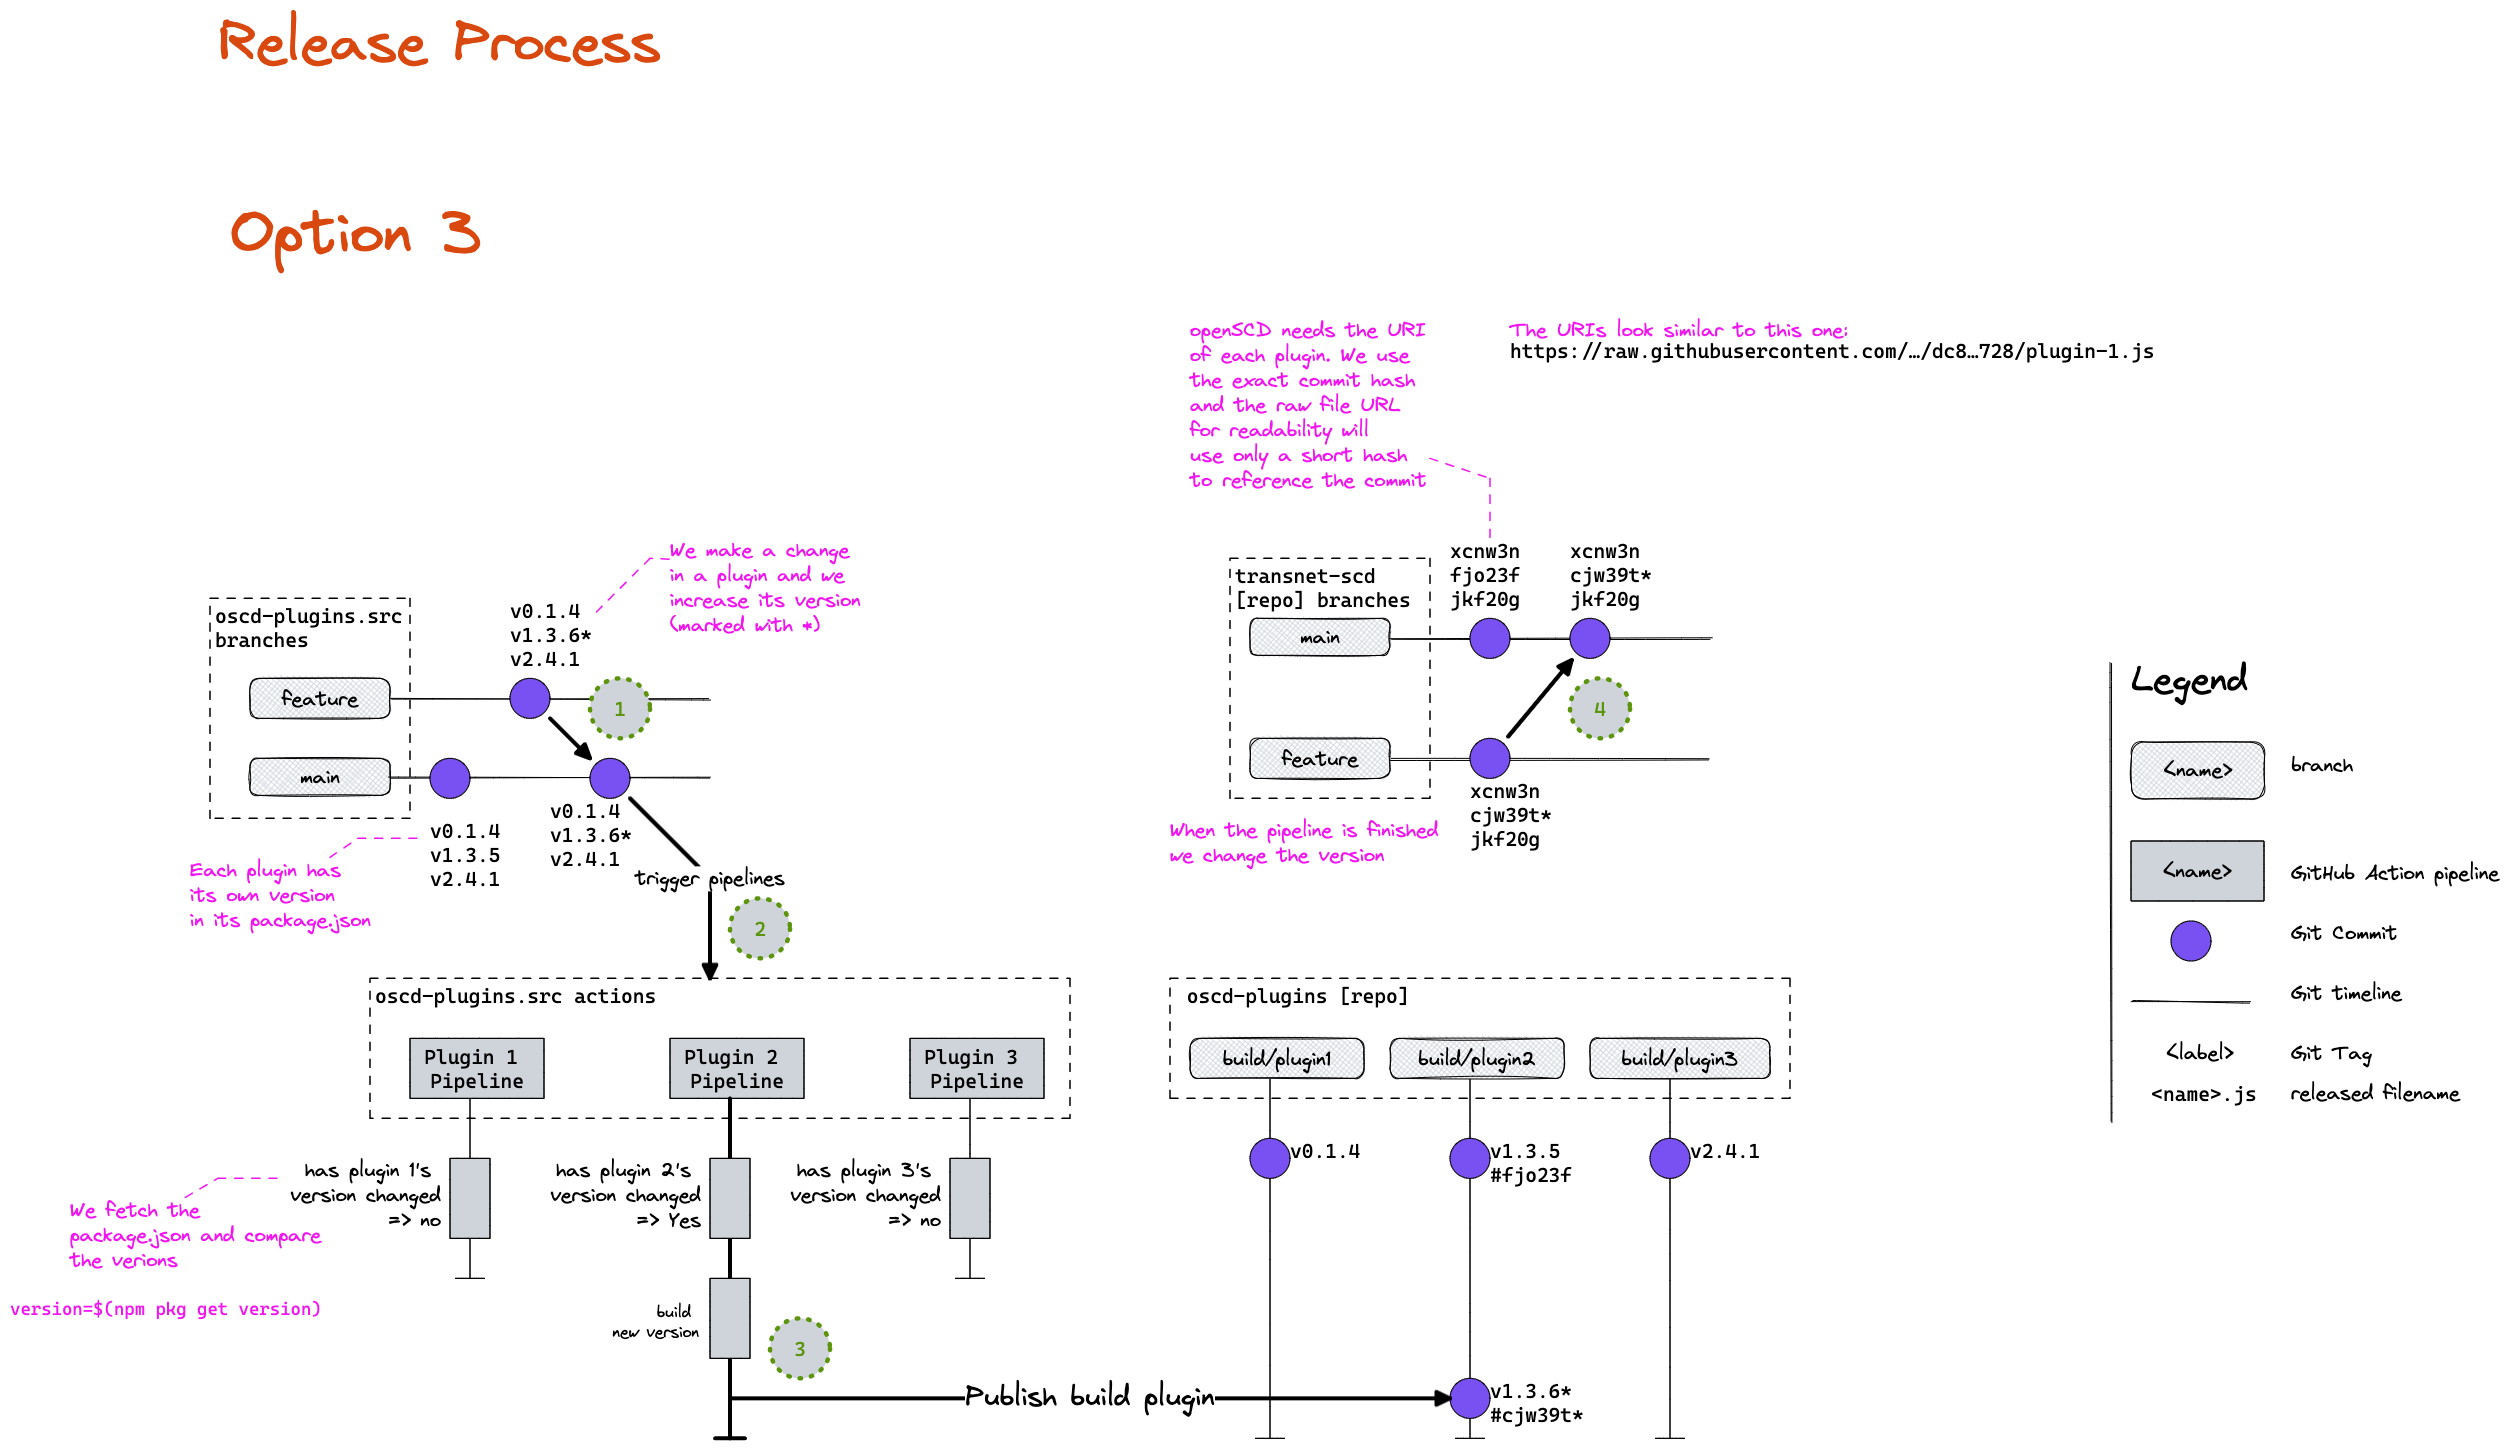 Release Process
Option 3
openSCD needs the URI
of each plugin. We use
the exact commit hash
and the raw file URL
for readability will
use only a short hash
to reference the commit
The URIs look similar to this one:
https://raw.githubusercontent.com/…/dc8…728/plugin-1.js
We make a change
in a plugin and we
increase its version
(marked with *)
oscd-plugins.src
branches
v0.1.4
v1.3.6*
v2.4.1
feature
1
main
v0.1.4
v1.3.5
v2.4.1
v0.1.4
v1.3.6*
v2.4.1
Each plugin has
its own version
in its package.json
trigger pipelines
2
transnet-scd
[repo] branches
xcnw3n
fjo23f
jkf20g
xcnw3n
cjw39t*
jkf20g
main
4
feature
xcnw3n
cjw39t*
jkf20g
When the pipeline is finished
we change the version
oscd-plugins.src actions
Plugin 1
Pipeline
Plugin 2
Pipeline
Plugin 3
Pipeline
has plugin 1's
version changed
=> no
has plugin 2's
version changed
=> Yes
has plugin 3's
version changed
=> no
We fetch the
package.json and compare
the verions
version=$(npm pkg get version)
build
new version
3
Publish build plugin
oscd-plugins [repo]
build/plugin1
build/plugin2
build/plugin3
v0.1.4
v1.3.5
#fjo23f
v2.4.1
v1.3.6*
#cjw39t*
Legend
<name>
branch
<name>
GitHub Action pipeline
Git Commit
Git timeline
<label>
Git Tag
<name>.js
released filename